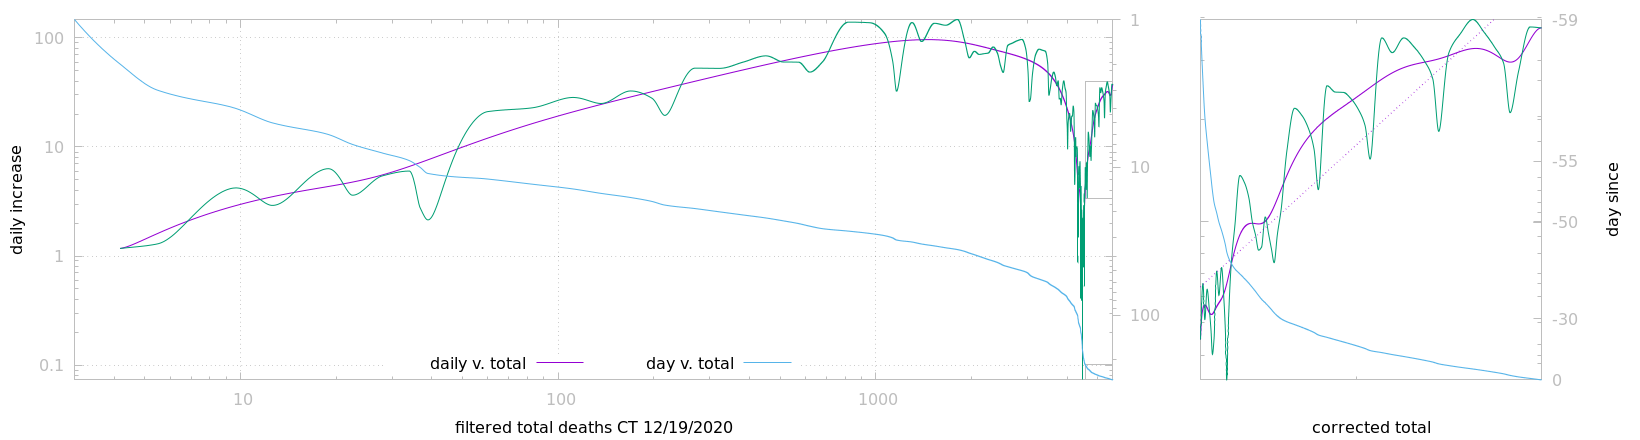 daily increase
100
10
1
0.1
10
100
1000
1
10
100
daily v. total
day v. total
filtered total deaths CT 12/19/2020
-59
-55
-50
-30
0
day since
corrected total